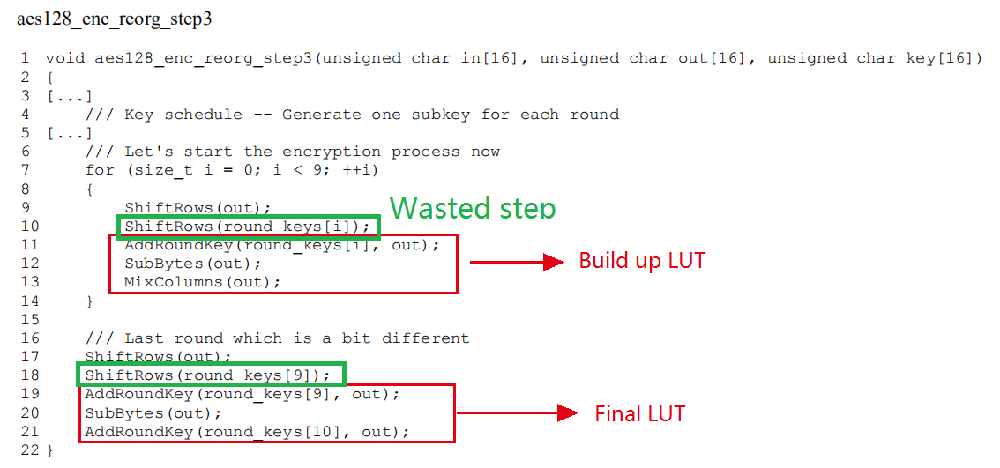 aes128_enc_reorg_step3
1 void aes128_enc_reorg_step3(unsigned char in[16], unsigned char out[16], unsigned char key[16])
2 {
3 [...]
4 /// Key schedule -- Generate one subkey for each round
5 [...]
6 /// Let's start the encryption process now
7 for (size_t i = 0; i < 9; ++i)
8 {
Wasted step
9 ShiftRows(out);
10 ShiftRows(round_keys[i]);
11 AddRoundKey(round_keys[i], out);
12 SubBytes(out);
Build up LUT
13 MixColumns(out);
14 }
15
16 /// Last round which is a bit different
17 ShiftRows(out);
18 ShiftRows(round_keys[9]);
19 AddRoundKey(round_keys[9], out);
20 SubBytes(out);
Final LUT
21 AddRoundKey(round_keys[10], out);
22 }